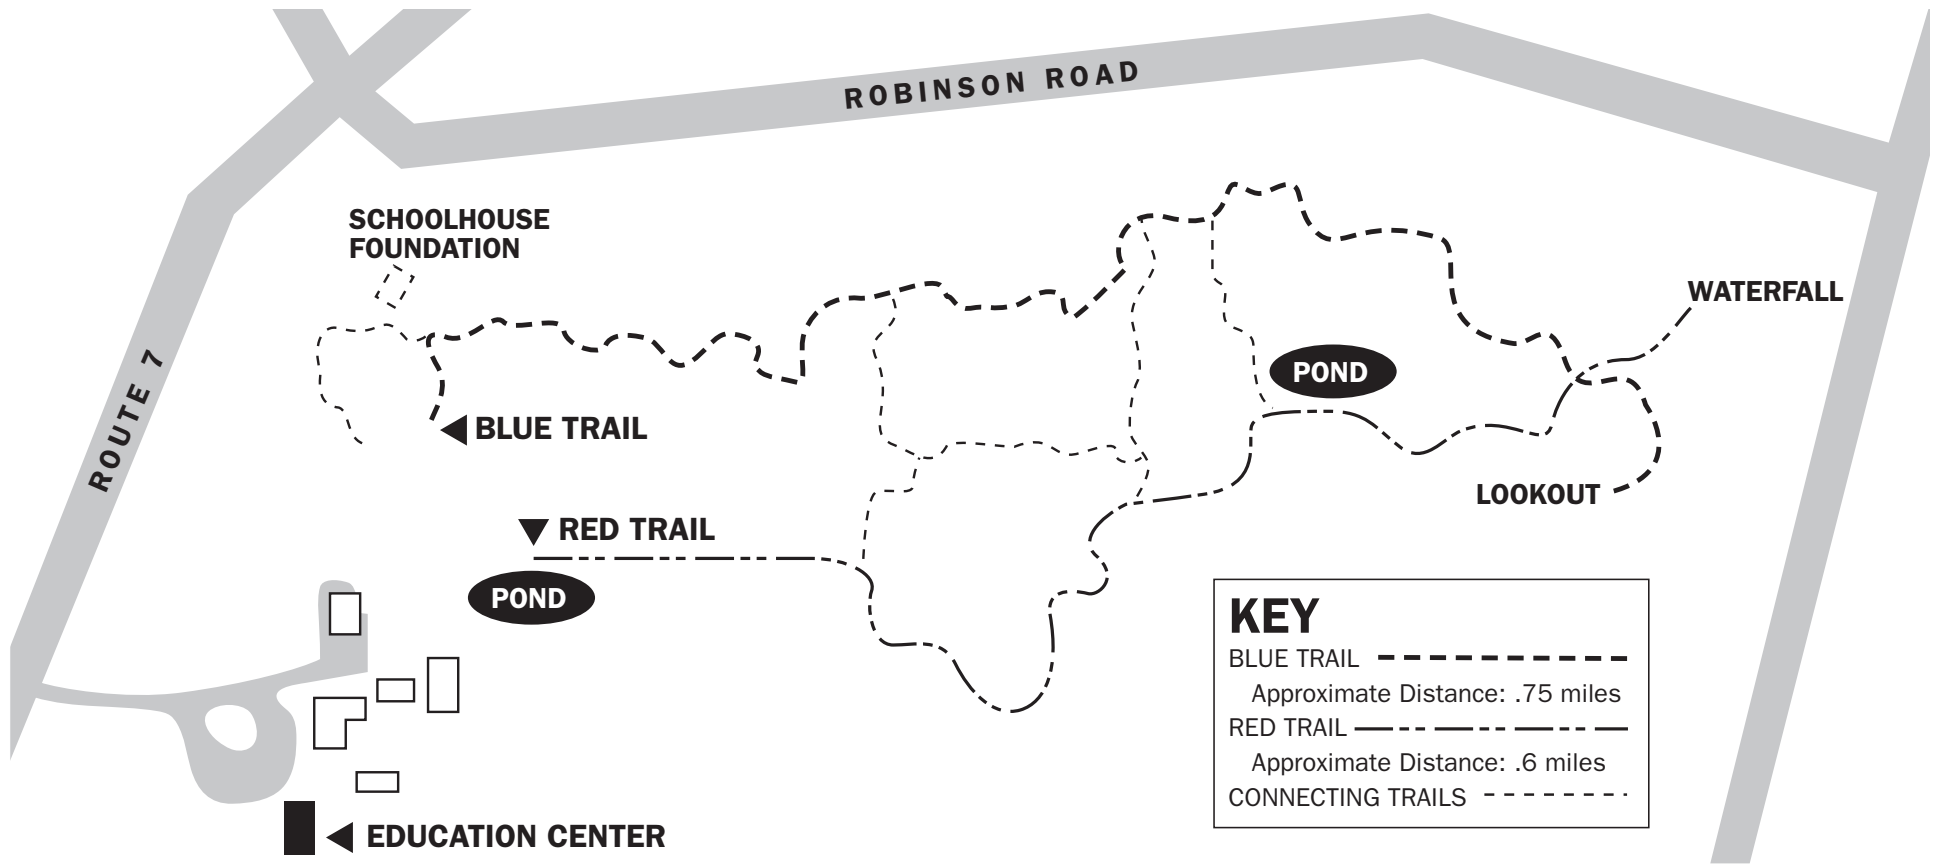 ROBINSON ROAD
SCHOOLHOUSE
FOUNDATION
WATERFALL
ROUTE 7
POND
BLUE TRAIL
LOOKOUT
RED TRAIL
POND
KEY
BLUE TRAIL
Approximate Distance: .75 miles
RED TRAIL
Approximate Distance: .6 miles
CONNECTING TRAILS
EDUCATION CENTER